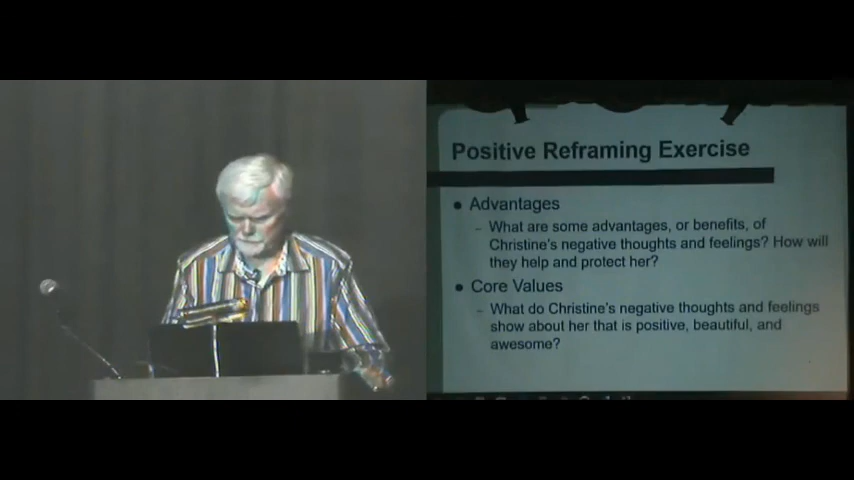 Positive Reframing Exercise
Advantages
– What are some advantages, or benefits, of
Christine's negative thoughts and feelings? How will
they help and protect her?
Core Values
– What do Christine's negative thoughts and feelings
show about her that is positive, beautiful, and
awesome?